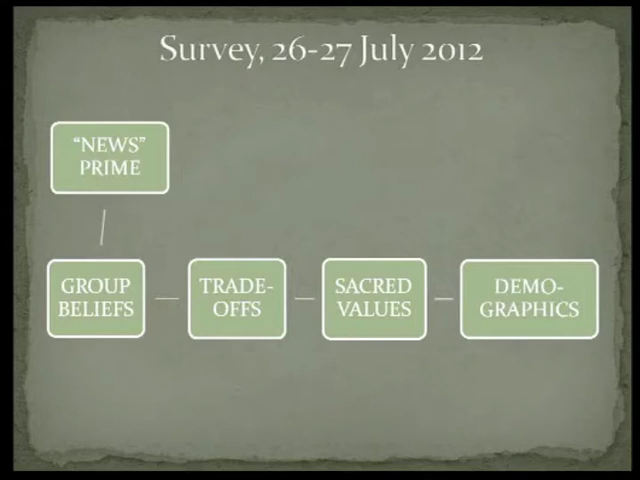 Survey, 26-27 July 2012
“NEWS”
PRIME
GROUP
BELIEFS
TRADE-
OFFS
SACRED
VALUES
DEMO-
GRAPHICS